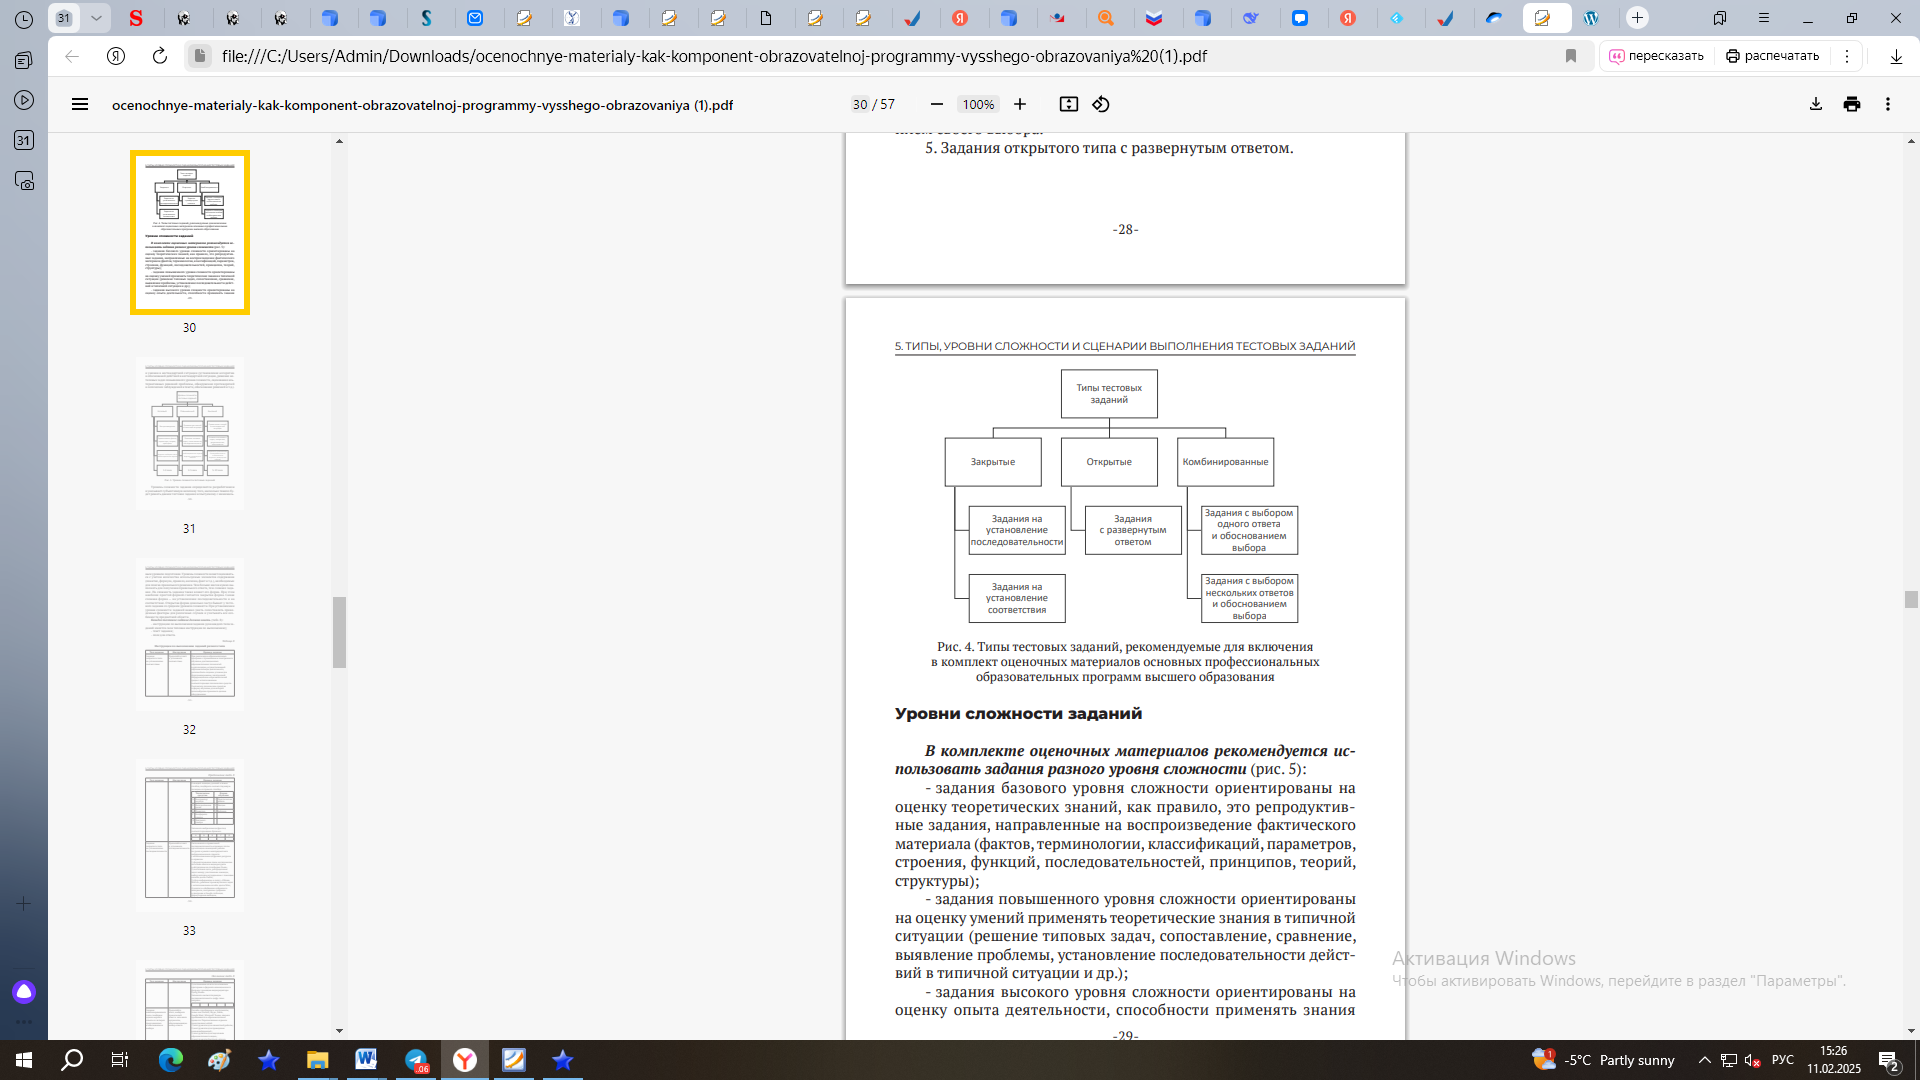 31
S
file:///C:/Users/Admin/Downloads/ocenochnye-materialy-kak-komponent-obrazovatelnoj-programmy-vysshego-obrazovaniya%20(1).pdf
пересказать
распечатать
ocenochnye-materialy-kak-komponent-obrazovatelnoj-programmy-vysshego-obrazovaniya (1).pdf
30 / 57
100%
31
30
31
32
33
5. Задания открытого типа с развернутым ответом.
-28-
5. ТИПЫ, УРОВНИ СЛОЖНОСТИ И СЦЕНАРИИ ВЫПОЛНЕНИЯ ТЕСТОВЫХ ЗАДАНИЙ
Типы тестовых
заданий
Закрытые
Открытые
Комбинированные
Задания на
установление
последовательности
Задания
с развернутым
ответом
Задания с выбором
одного ответа
и обоснованием
выбора
Задания на
установление
соответствия
Задания с выбором
нескольких ответов
и обоснованием
выбора
Рис. 4. Типы тестовых заданий, рекомендуемые для включения
в комплект оценочных материалов основных профессиональных
образовательных программ высшего образования
Уровни сложности заданий
В комплекте оценочных материалов рекомендуется ис-
пользовать задания разного уровня сложности (рис. 5):
- задания базового уровня сложности ориентированы на
оценку теоретических знаний, как правило, это репродуктив-
ные задания, направленные на воспроизведение фактического
материала (фактов, терминологии, классификаций, параметров,
строения, функций, последовательностей, принципов, теорий,
структуры);
- задания повышенного уровня сложности ориентированы
на оценку умений применять теоретические знания в типичной
ситуации (решение типовых задач, сопоставление, сравнение,
выявление проблемы, установление последовательности дейст-
вий в типичной ситуации и др.);
- задания высокого уровня сложности ориентированы на
оценку опыта деятельности, способности применять знания
-29-
Активация Windows
Чтобы активировать Windows, перейдите в раздел "Параметры".
-5°C Partly sunny
РУС
15:26
11.02.2025
2